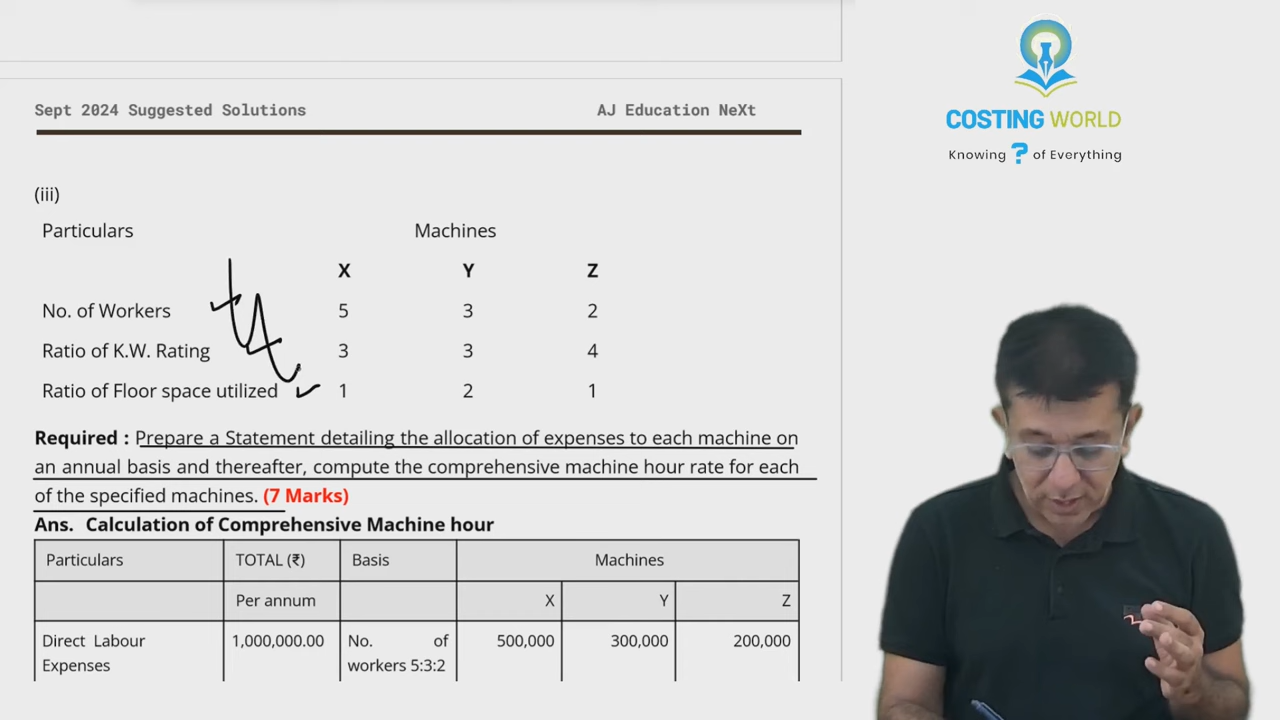 Sept 2024 Suggested Solutions AJ Education NeXt
COSTING WORLD
Knowing ? of Everything
(iii)
Particulars Machines
X Y Z
No. of Workers 5 3 2
Ratio of K.W. Rating 3 3 4
Ratio of Floor space utilized 1 2 1
Required : Prepare a Statement detailing the allocation of expenses to each machine on
an annual basis and thereafter, compute the comprehensive machine hour rate for each
of the specified machines. (7 Marks)
Ans. Calculation of Comprehensive Machine hour
Particulars TOTAL (₹) Basis Machines
Per annum X Y Z
Direct Labour 1,000,000.00 No. of 500,000 300,000 200,000
Expenses workers 5:3:2